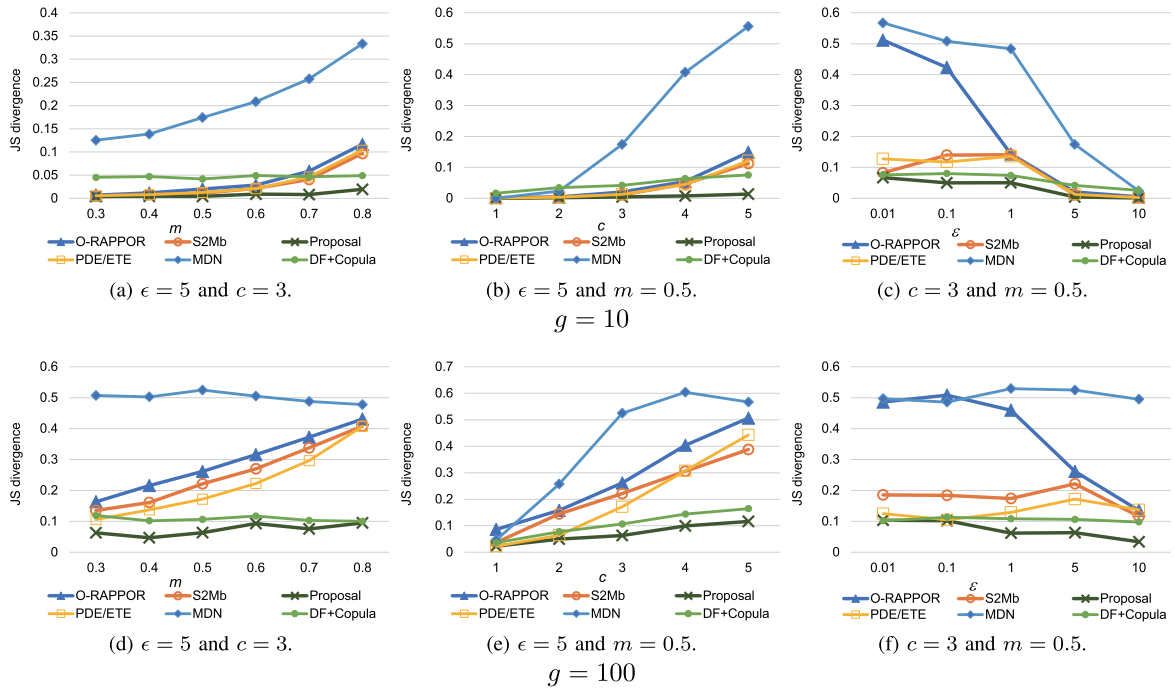 0.4
0.35
0.3
0.25
0.2
0.15
0.1
0.05
0
JS divergence
0.3 0.4 0.5 0.6 0.7 0.8
m
O-RAPPOR S2Mb Proposal
PDE/ETE MDN DF+Copula
(a) ϵ = 5 and c = 3.
0.6
0.5
0.4
0.3
0.2
0.1
0
JS divergence
1 2 3 4 5
c
O-RAPPOR S2Mb Proposal
PDE/ETE MDN DF+Copula
(b) ϵ = 5 and m = 0.5.
0.6
0.5
0.4
0.3
0.2
0.1
0
JS divergence
0.01 0.1 1 5 10
ε
O-RAPPOR S2Mb Proposal
PDE/ETE MDN DF+Copula
(c) c = 3 and m = 0.5.
g = 10
0.6
0.5
0.4
0.3
0.2
0.1
0
JS divergence
0.3 0.4 0.5 0.6 0.7 0.8
m
O-RAPPOR S2Mb Proposal
PDE/ETE MDN DF+Copula
(d) ϵ = 5 and c = 3.
0.7
0.6
0.5
0.4
0.3
0.2
0.1
0
JS divergence
1 2 3 4 5
c
O-RAPPOR S2Mb Proposal
PDE/ETE MDN DF+Copula
(e) ϵ = 5 and m = 0.5.
0.6
0.5
0.4
0.3
0.2
0.1
0
JS divergence
0.01 0.1 1 5 10
ε
O-RAPPOR S2Mb Proposal
PDE/ETE MDN DF+Copula
(f) c = 3 and m = 0.5.
g = 100